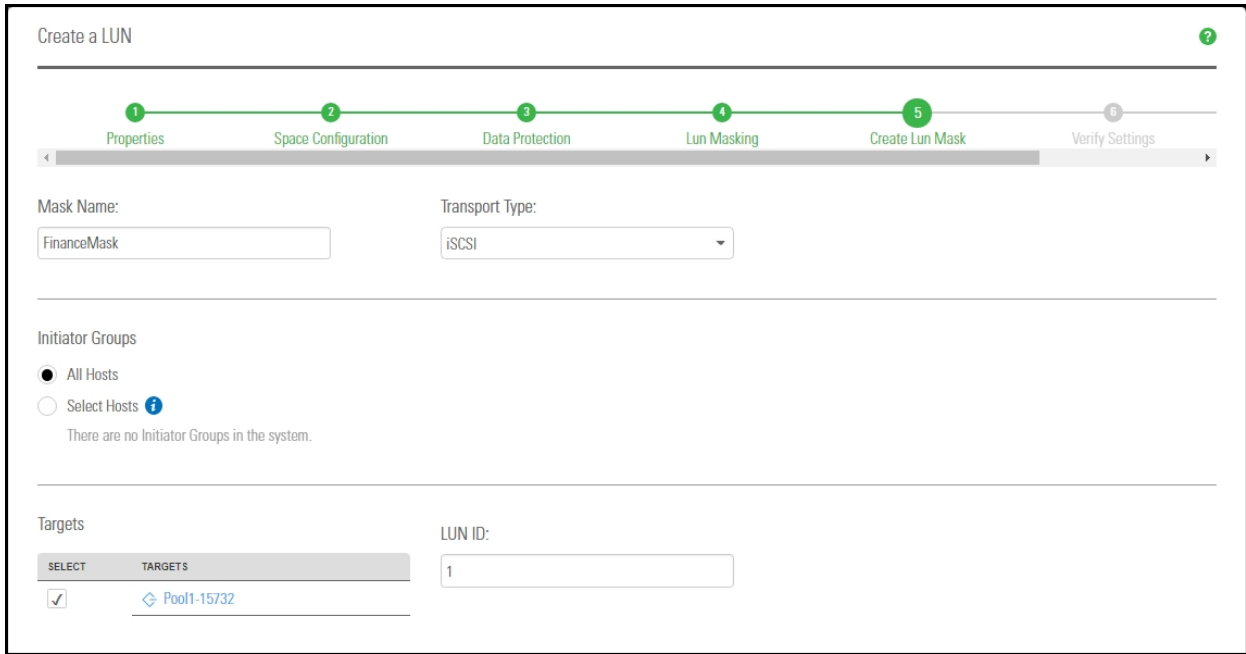 Create a LUN
?
1 2 3 4 5 6
Properties Space Configuration Data Protection Lun Masking Create Lun Mask Verify Settings
Mask Name: Transport Type:
FinanceMask iSCSI
Initiator Groups
All Hosts
Select Hosts i
There are no Initiator Groups in the system.
Targets LUN ID:
SELECT TARGETS 1
Pool1-15732